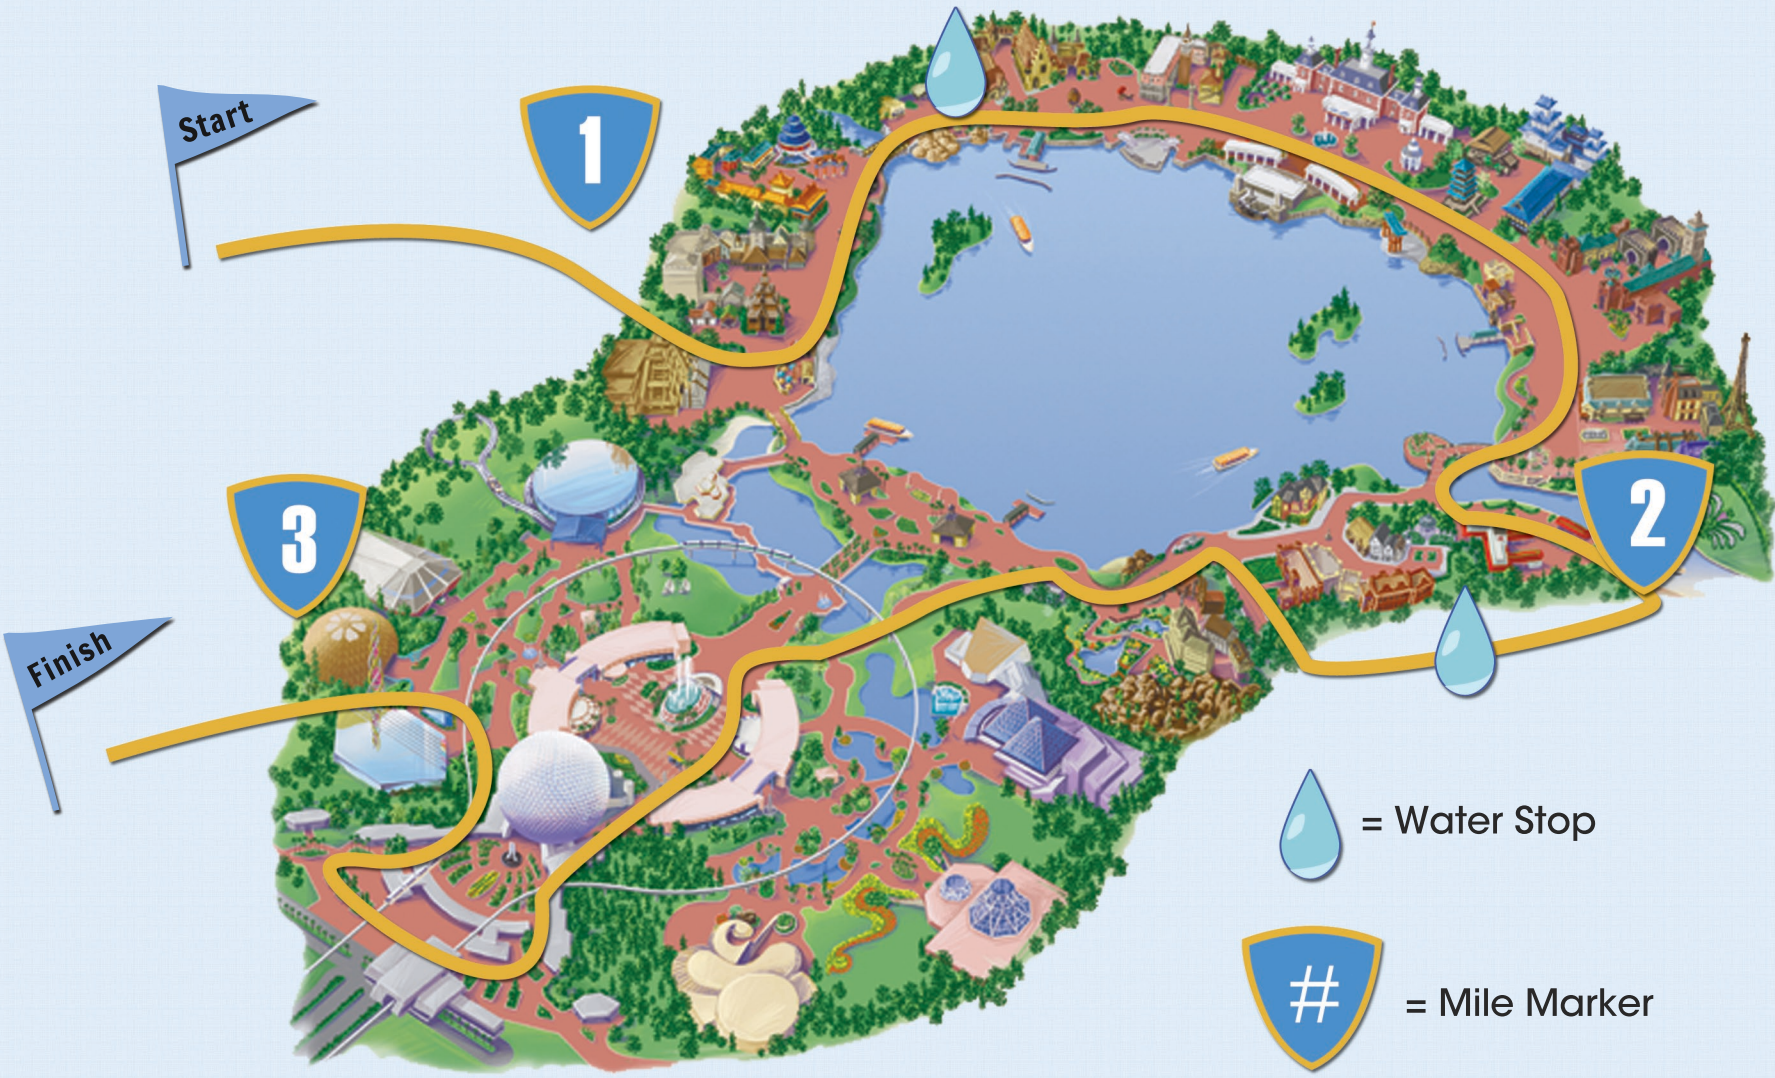 Start
1
2
3
Finish
= Water Stop
#
= Mile Marker